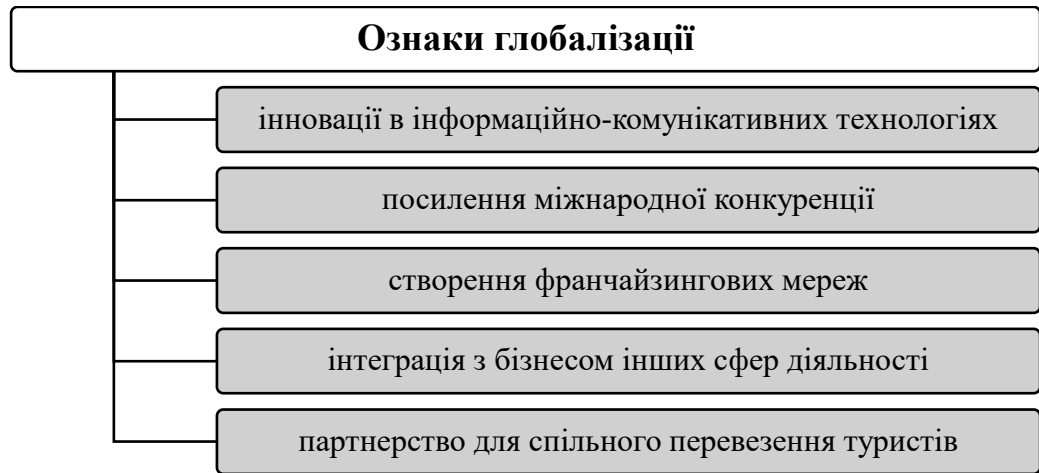 Ознаки глобалізації
інновації в інформаційно-комунікативних технологіях
посилення міжнародної конкуренції
створення франчайзингових мереж
інтеграція з бізнесом інших сфер діяльності
партнерство для спільного перевезення туристів